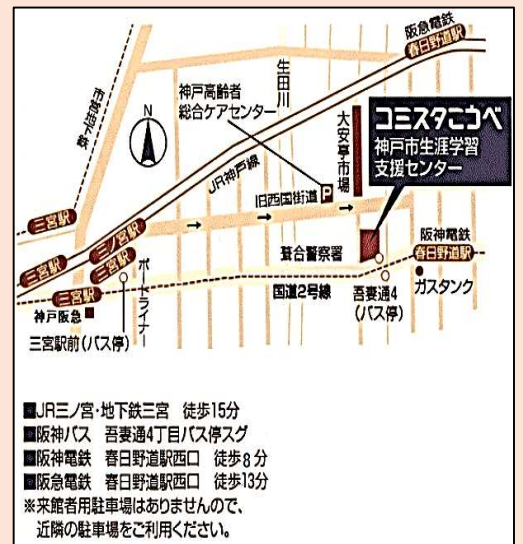 阪急電鉄
春日野道駅
生田川
神戸高齢者
総合ケアセンター
大安亭市場
コミスタこうべ
神戸市生涯学習
支援センター
市営地下鉄
N
JR神戸線
旧西国街道
P
三宮駅
三ノ宮駅
三宮駅
三宮駅
三宮駅
ポートライナー
葺合警察署
阪神電鉄
春日野道駅
国道2号線
吾妻通4
(バス停)
ガスタンク
神戸阪急
三宮駅前(バス停)
■JR三ノ宮・地下鉄三宮 徒歩15分
■阪神バス 吾妻通4丁目バス停スグ
■阪神電鉄 春日野道駅西口 徒歩8分
■阪急電鉄 春日野道駅西口 徒歩13分
※来館者用駐車場はありませんので、
近隣の駐車場をご利用ください。